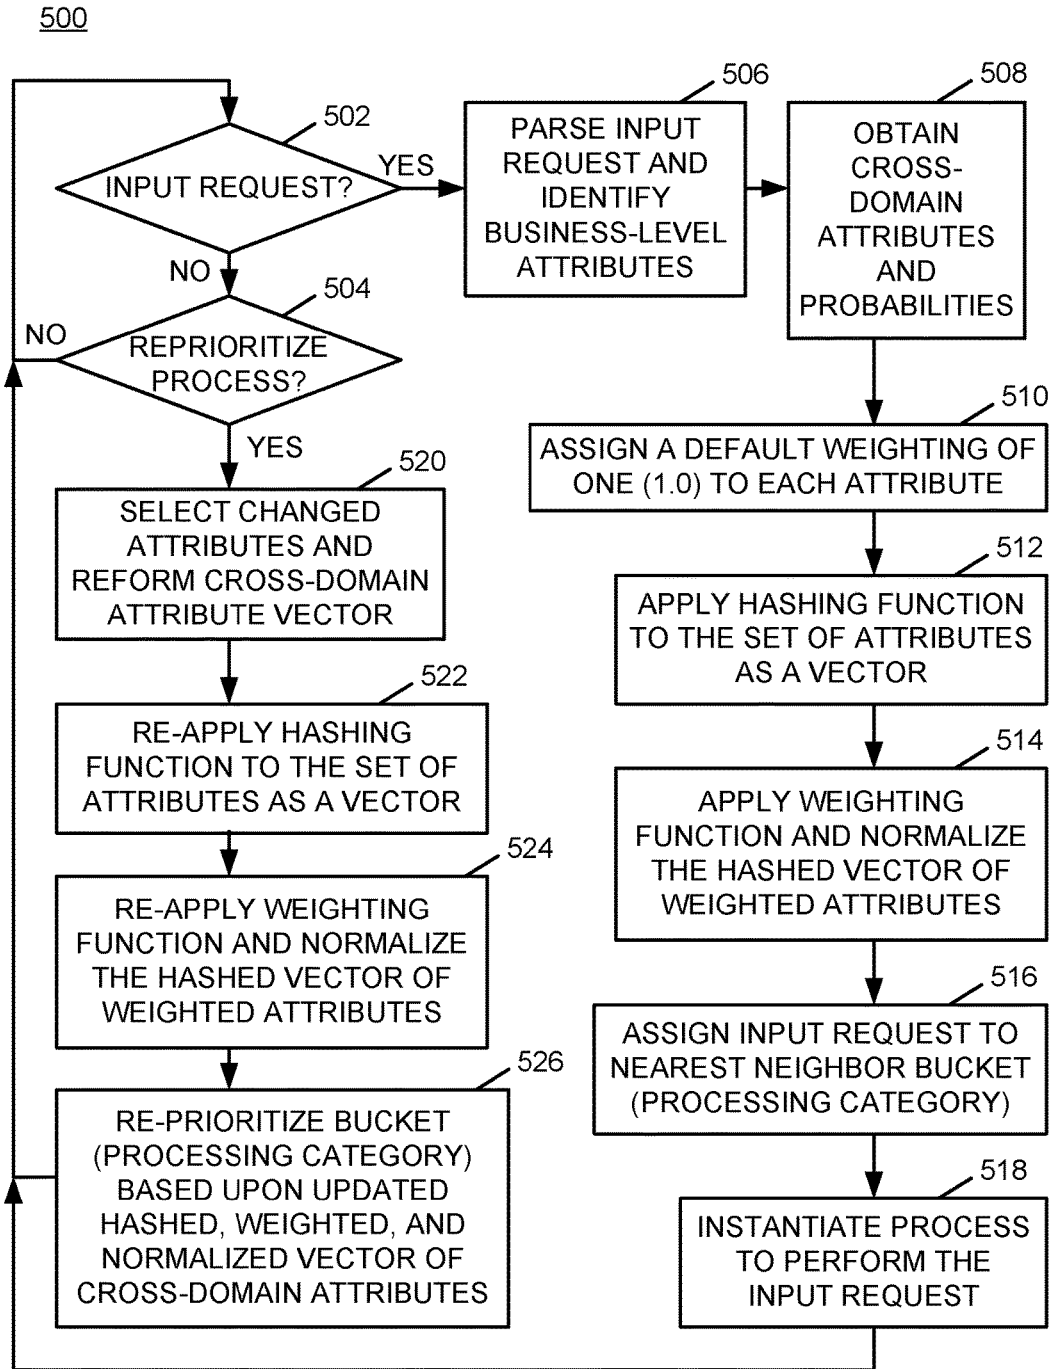 500
502
INPUT REQUEST?
YES
NO
504
REPRIORITIZE
PROCESS?
NO
YES
506
PARSE INPUT
REQUEST AND
IDENTIFY
BUSINESS-LEVEL
ATTRIBUTES
508
OBTAIN
CROSS-
DOMAIN
ATTRIBUTES
AND
PROBABILITIES
510
ASSIGN A DEFAULT WEIGHTING OF
ONE (1.0) TO EACH ATTRIBUTE
512
APPLY HASHING FUNCTION
TO THE SET OF ATTRIBUTES
AS A VECTOR
514
APPLY WEIGHTING
FUNCTION AND NORMALIZE
THE HASHED VECTOR OF
WEIGHTED ATTRIBUTES
516
ASSIGN INPUT REQUEST TO
NEAREST NEIGHBOR BUCKET
(PROCESSING CATEGORY)
518
INSTANTIATE PROCESS
TO PERFORM THE
INPUT REQUEST
520
SELECT CHANGED
ATTRIBUTES AND
REFORM CROSS-DOMAIN
ATTRIBUTE VECTOR
522
RE-APPLY HASHING
FUNCTION TO THE SET OF
ATTRIBUTES AS A VECTOR
524
RE-APPLY WEIGHTING
FUNCTION AND NORMALIZE
THE HASHED VECTOR OF
WEIGHTED ATTRIBUTES
526
RE-PRIORITIZE BUCKET
(PROCESSING CATEGORY)
BASED UPON UPDATED
HASHED, WEIGHTED, AND
NORMALIZED VECTOR OF
CROSS-DOMAIN ATTRIBUTES